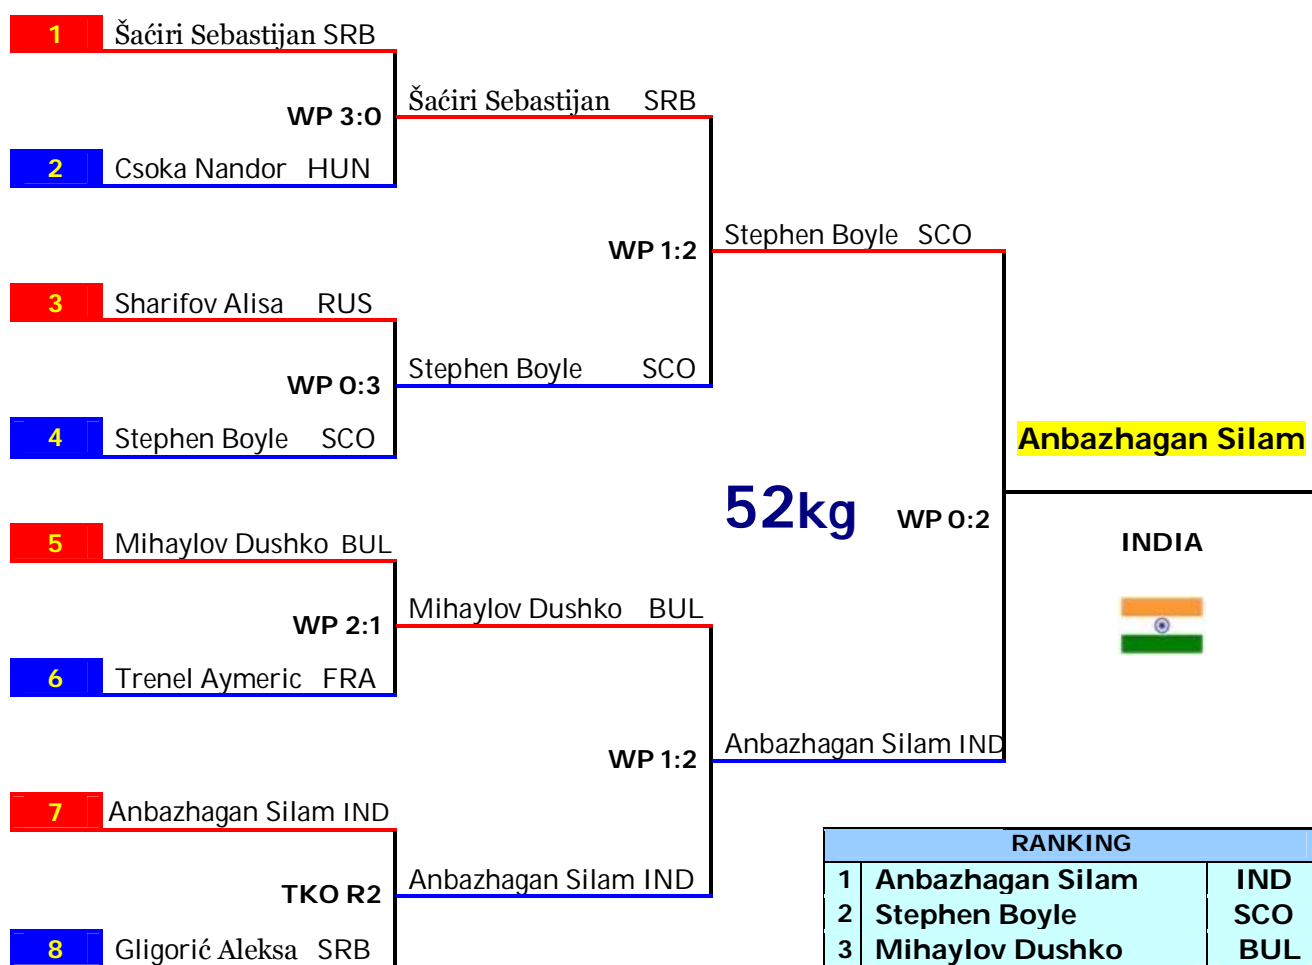 1 Šaćiri Sebastijan SRB
Šaćiri Sebastijan SRB
WP 3:0
2 Csoka Nandor HUN
Stephen Boyle SCO
WP 1:2
3 Sharifov Alisa RUS
Stephen Boyle SCO
WP 0:3
4 Stephen Boyle SCO
Anbazhagan Silam
52kg WP 0:2
5 Mihaylov Dushko BUL
INDIA
Mihaylov Dushko BUL
WP 2:1
6 Trenel Aymeric FRA
Anbazhagan Silam IND
WP 1:2
7 Anbazhagan Silam IND
RANKING
Anbazhagan Silam IND
TKO R2
1 Anbazhagan Silam IND
2 Stephen Boyle SCO
8 Gligorić Aleksa SRB
3 Mihaylov Dushko BUL